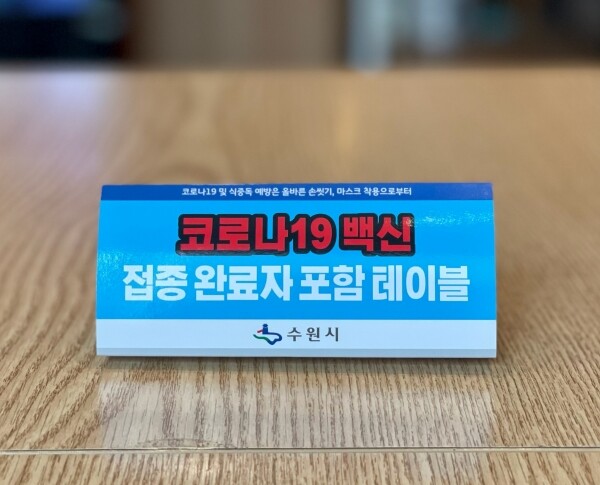 코로나19 및 식중독 예방은 올바른 손씻기, 마스크 착용으로부터
코로나19 백신
접종 완료자 포함 테이블
수원시